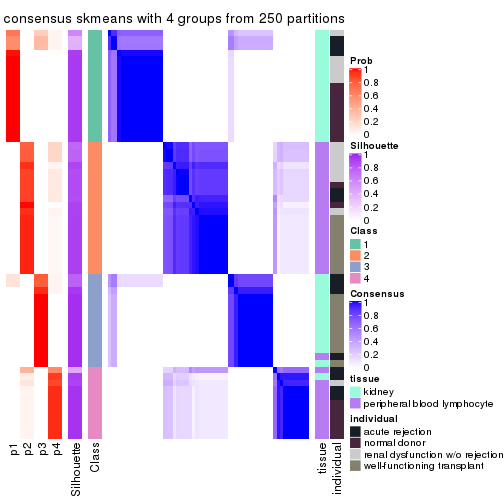 consensus skmeans with 4 groups from 250 partitions
Prob
1
0.8
0.6
0.4
0.2
0
Silhouette
1
0.8
0.6
0.4
0.2
0
Class
1
2
3
4
Consensus
1
0.8
0.6
0.4
0.2
0
tissue
kidney
peripheral blood lymphocyte
individual
acute rejection
normal donor
renal dysfunction w/o rejection
well-functioning transplant
p1
p2
p3
p4
Silhouette
Class
tissue
individual